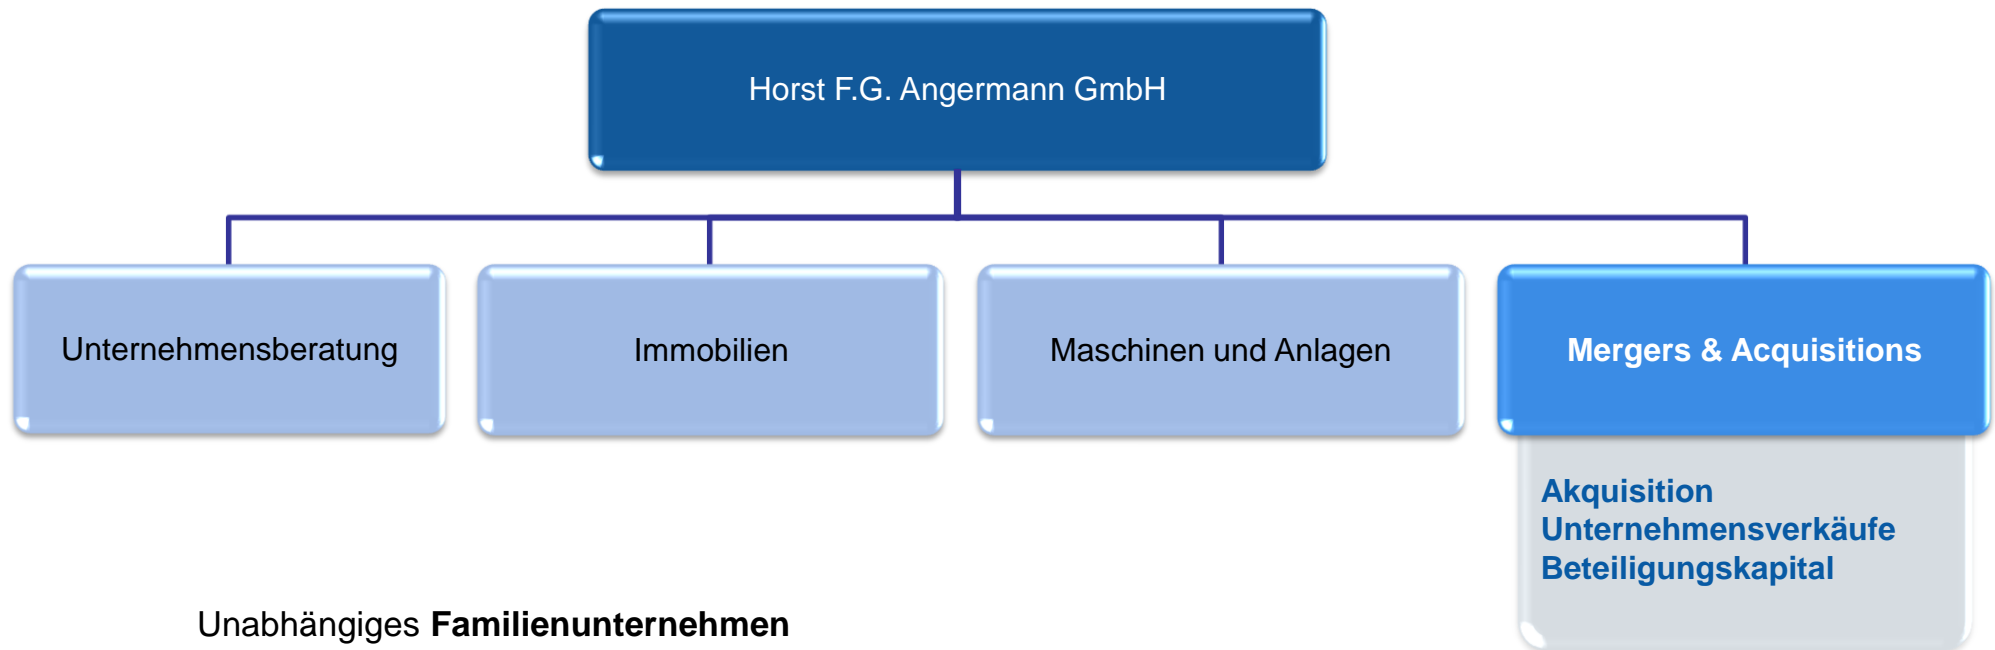 Horst F.G. Angermann GmbH
Unternehmensberatung
Immobilien
Maschinen und Anlagen
Mergers & Acquisitions
Akquisition
Unternehmensverkäufe
Beteiligungskapital
Unabhängiges Familienunternehmen